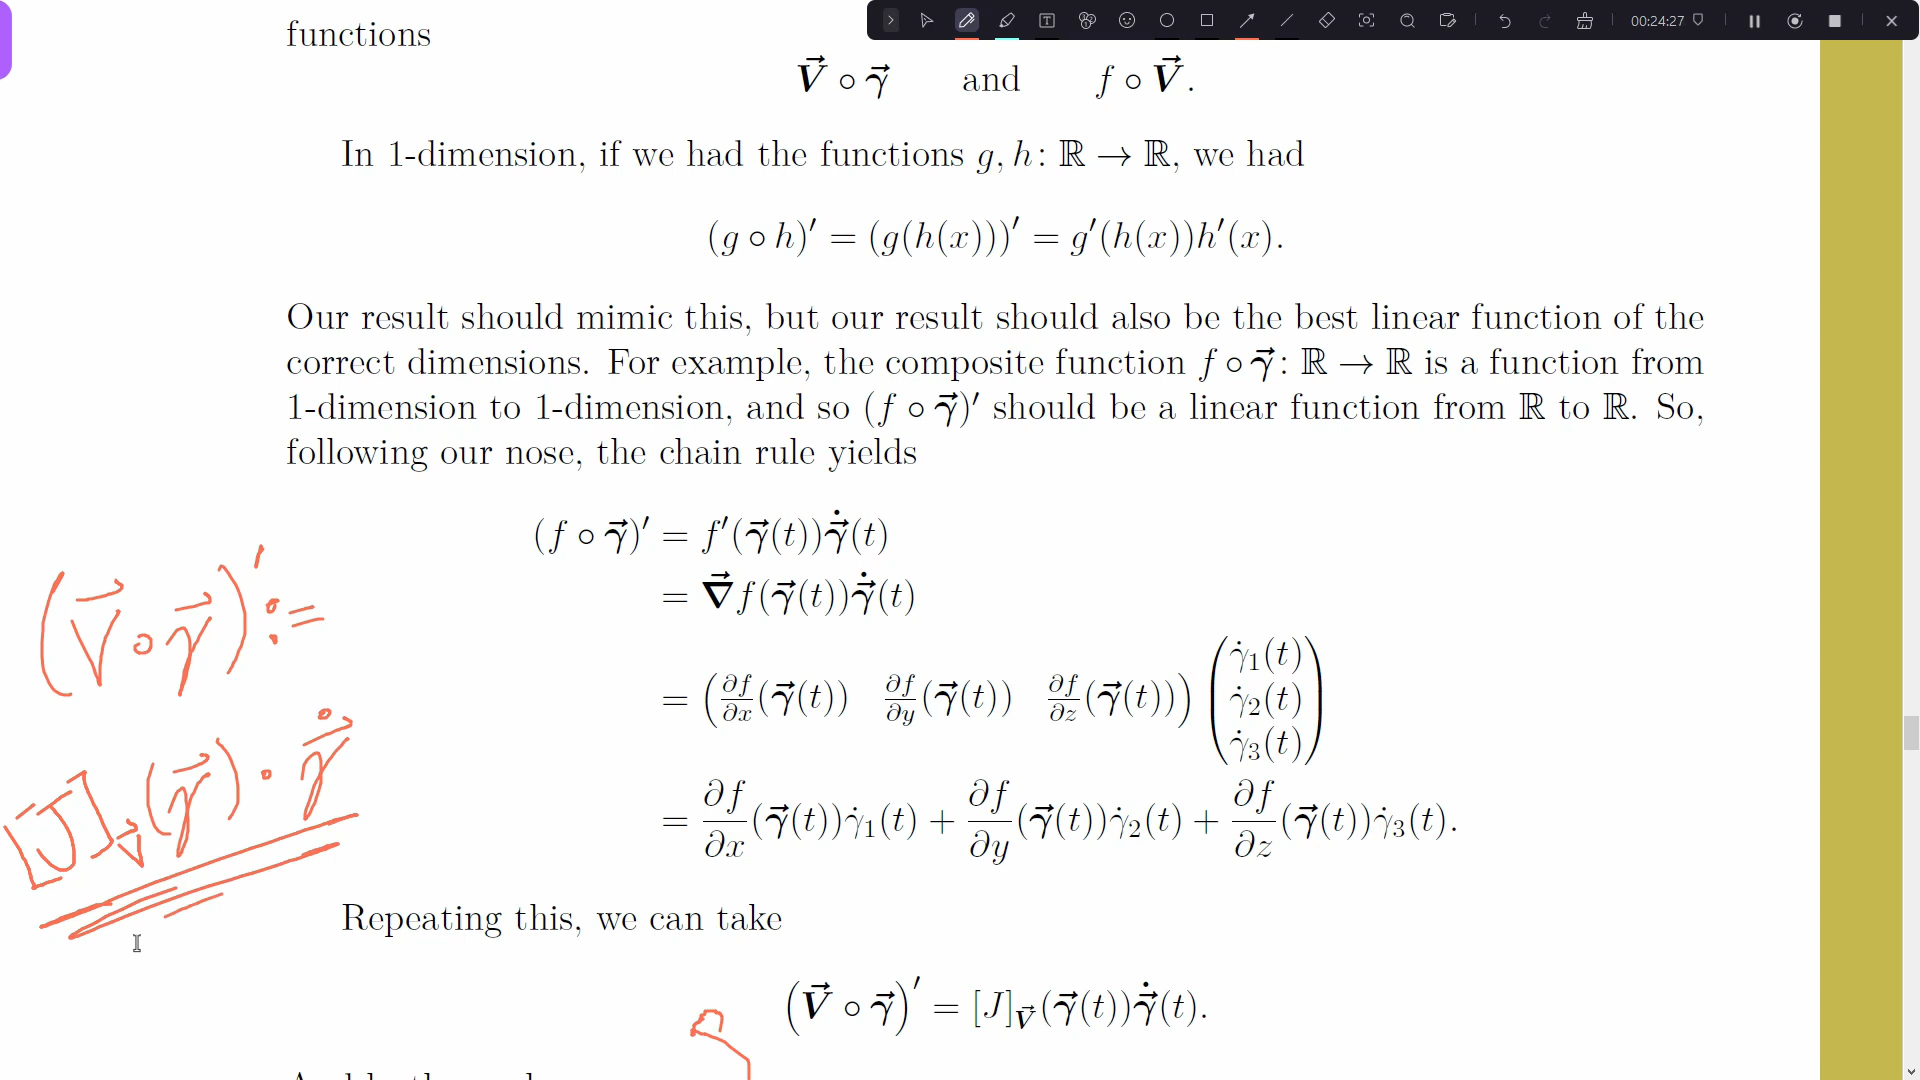 00:24:27
functions
V⃗ ∘ γ⃗ and f ∘ V⃗.
In 1-dimension, if we had the functions g, h: ℝ → ℝ, we had
(g ∘ h)′ = (g(h(x)))′ = g′(h(x))h′(x).
Our result should mimic this, but our result should also be the best linear function of the
correct dimensions. For example, the composite function f ∘ γ⃗: ℝ → ℝ is a function from
1-dimension to 1-dimension, and so (f ∘ γ⃗)′ should be a linear function from ℝ to ℝ. So,
following our nose, the chain rule yields
(f ∘ γ⃗)′ = f′(γ⃗(t))γ⃗̇(t)
= ∇⃗f(γ⃗(t))γ⃗̇(t)
= (∂f/∂x(γ⃗(t)) ∂f/∂y(γ⃗(t)) ∂f/∂z(γ⃗(t))) (γ̇₁(t) γ̇₂(t) γ̇₃(t))
= ∂f/∂x(γ⃗(t))γ̇₁(t) + ∂f/∂y(γ⃗(t))γ̇₂(t) + ∂f/∂z(γ⃗(t))γ̇₃(t).
(V⃗ ∘ γ⃗)′ :=
[J]_V⃗(γ⃗) · γ⃗̇
Repeating this, we can take
(V⃗ ∘ γ⃗)′ = [J]_V⃗(γ⃗(t))γ⃗̇(t).